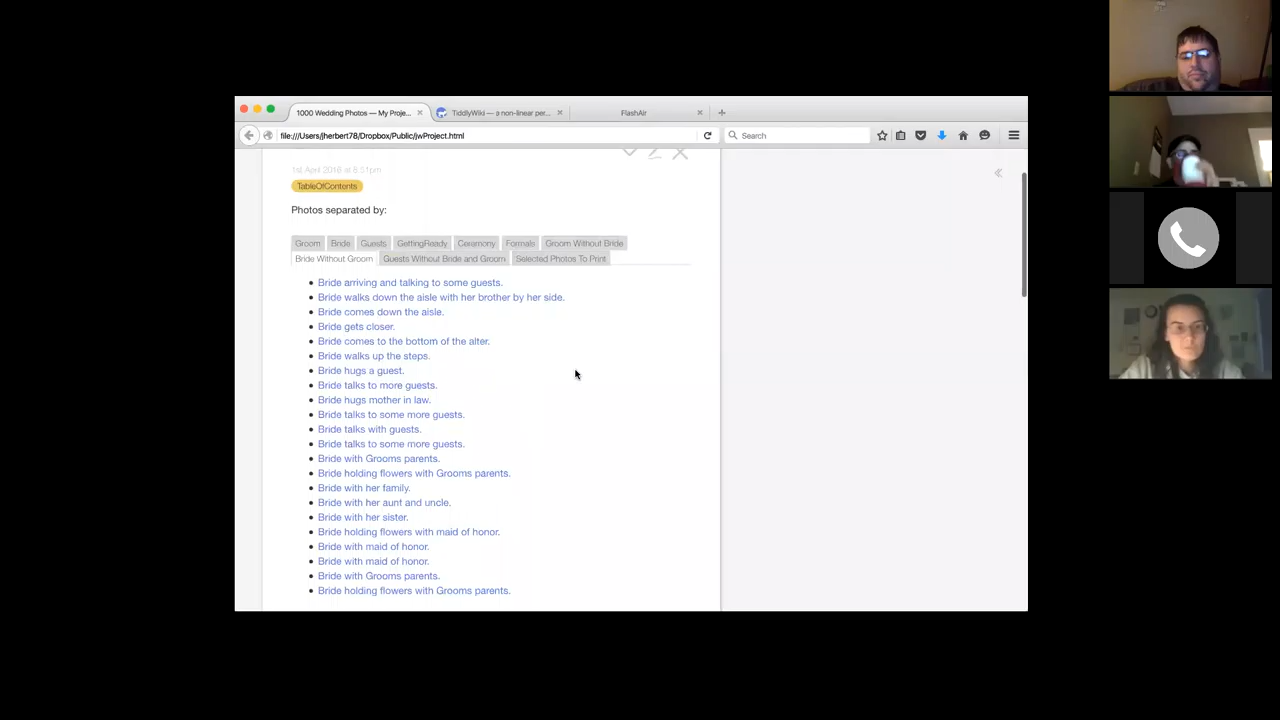 1000 Wedding Photos — My Proje...
TiddlyWiki — a non-linear per...
FlashAir
file:///Users/jherbert78/Dropbox/Public/jwProject.html
Search
1st April 2016 at 5:51pm
TableOfContents
Photos separated by:
Groom Bride Guests GettingReady Ceremony Formals Groom Without Bride
Bride Without Groom Guests Without Bride and Groom Selected Photos To Print
Bride arriving and talking to some guests.
Bride walks down the aisle with her brother by her side.
Bride comes down the aisle.
Bride gets closer.
Bride comes to the bottom of the alter.
Bride walks up the steps.
Bride hugs a guest.
Bride talks to more guests.
Bride hugs mother in law.
Bride talks to some more guests.
Bride talks with guests.
Bride talks to some more guests.
Bride with Grooms parents.
Bride holding flowers with Grooms parents.
Bride with her family.
Bride with her aunt and uncle.
Bride with her sister.
Bride holding flowers with maid of honor.
Bride with maid of honor.
Bride with maid of honor.
Bride with Grooms parents.
Bride holding flowers with Grooms parents.